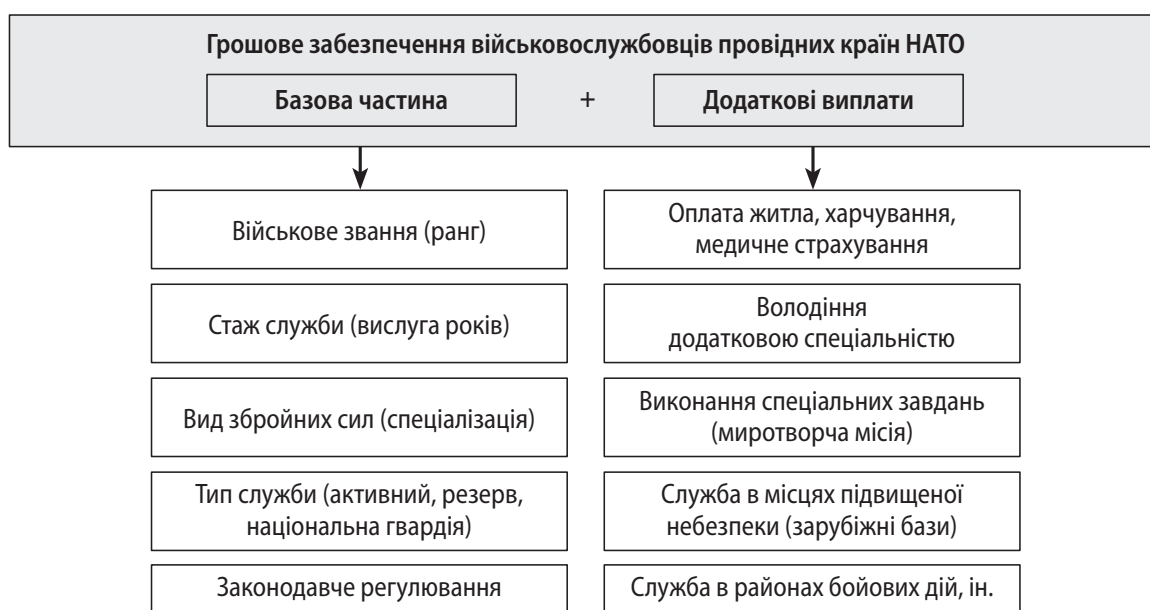 Грошове забезпечення військовослужбовців провідних країн НАТО
Базова частина + Додаткові виплати
Військове звання (ранг)
Оплата житла, харчування,
медичне страхування
Стаж служби (вислуга років)
Володіння
додатковою спеціальністю
Вид збройних сил (спеціалізація)
Виконання спеціальних завдань
(миротворча місія)
Тип служби (активний, резерв,
національна гвардія)
Служба в місцях підвищеної
небезпеки (зарубіжні бази)
Законодавче регулювання
Служба в районах бойових дій, ін.